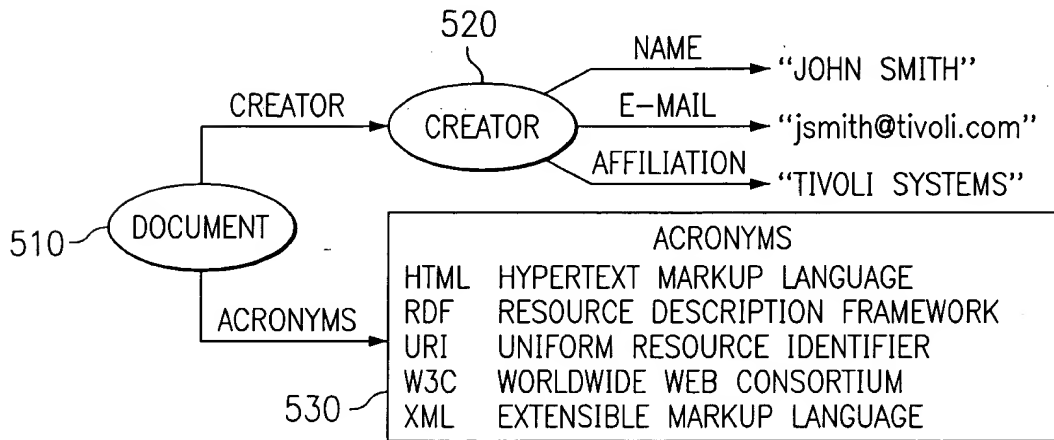 520
NAME
"JOHN SMITH"
CREATOR
CREATOR
E-MAIL
"jsmith@tivoli.com"
AFFILIATION
"TIVOLI SYSTEMS"
510
DOCUMENT
ACRONYMS
ACRONYMS
HTML HYPERTEXT MARKUP LANGUAGE
RDF RESOURCE DESCRIPTION FRAMEWORK
URI UNIFORM RESOURCE IDENTIFIER
W3C WORLDWIDE WEB CONSORTIUM
XML EXTENSIBLE MARKUP LANGUAGE
530